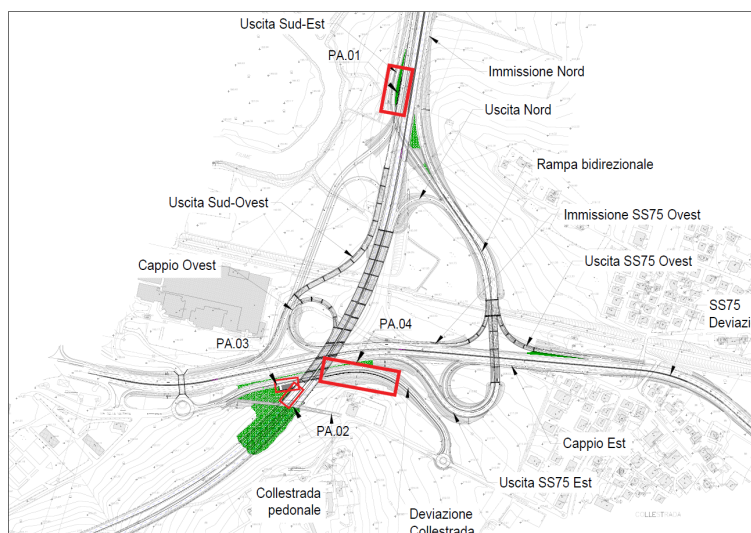 Uscita Sud-Est
PA.01
Immissione Nord
Uscita Nord
Rampa bidirezionale
Uscita Sud-Ovest
Immissione SS75 Ovest
Cappio Ovest
Uscita SS75 Ovest
SS75
Deviazi
PA.03
PA.04
PA.02
Cappio Est
Uscita SS75 Est
Collestrada
pedonale
Deviazione
Collestrada
COLLESTRADA